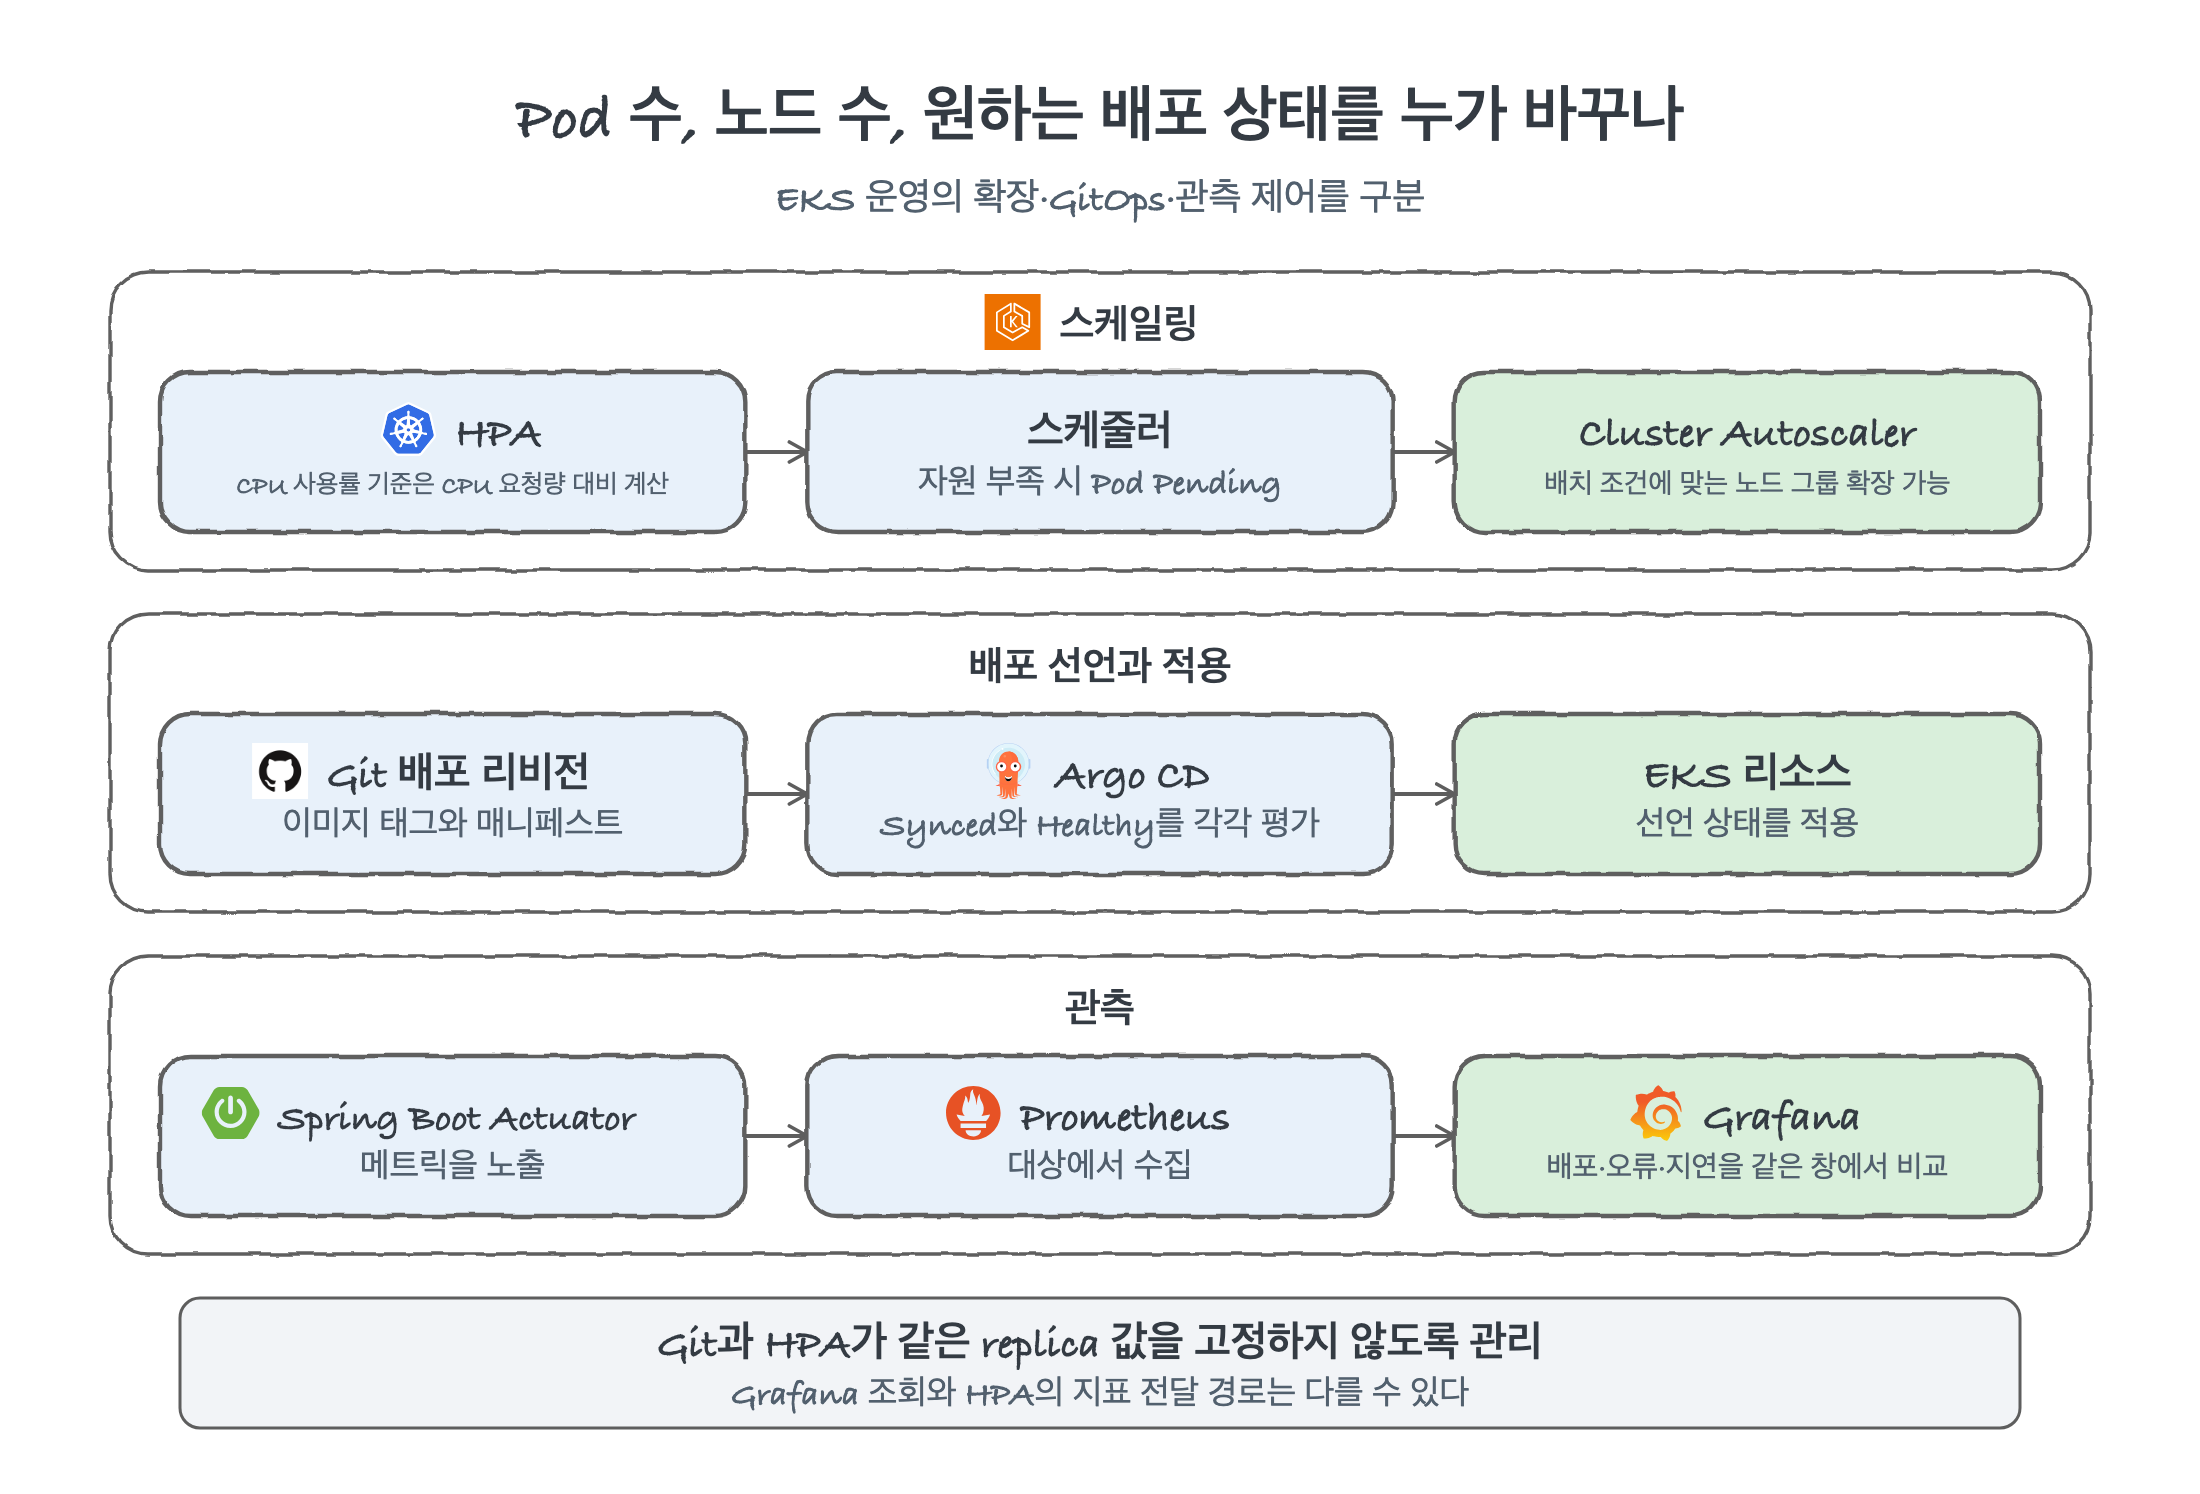 Pod 수, 노드 수, 원하는 배포 상태를 누가 바꾸나
EKS 운영의 확장·GitOps·관측 제어를 구분
스케일링
HPA
CPU 사용률 기준은 CPU 요청량 대비 계산
스케줄러
자원 부족 시 Pod Pending
Cluster Autoscaler
배치 조건에 맞는 노드 그룹 확장 가능
배포 선언과 적용
Git 배포 리비전
이미지 태그와 매니페스트
Argo CD
Synced와 Healthy를 각각 평가
EKS 리소스
선언 상태를 적용
관측
Spring Boot Actuator
메트릭을 노출
Prometheus
대상에서 수집
Grafana
배포·오류·지연을 같은 창에서 비교
Git과 HPA가 같은 replica 값을 고정하지 않도록 관리
Grafana 조회와 HPA의 지표 전달 경로는 다를 수 있다